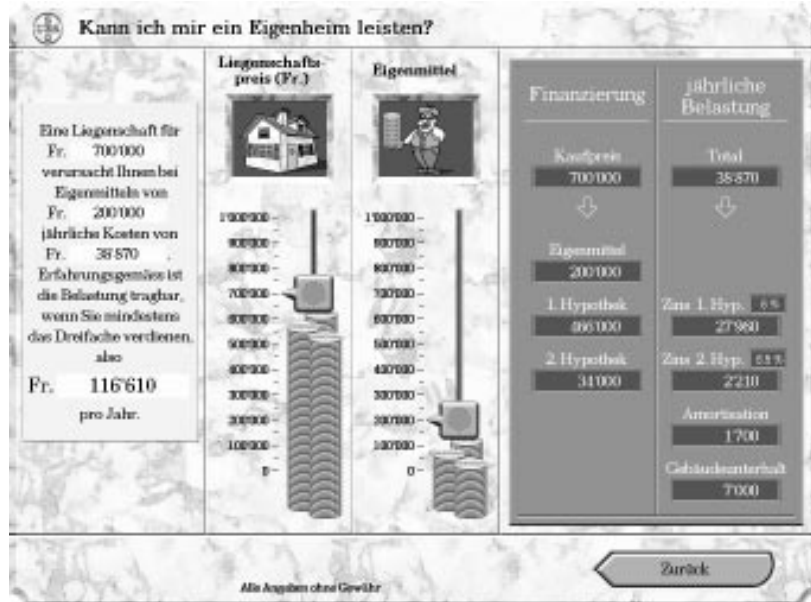 Kann ich mir ein Eigenheim leisten?
Eine Liegenschaft für
Fr. 700'000
verursacht Ihnen bei
Eigenmitteln von
Fr. 200'000
jährliche Kosten von
Fr. 38'870 .
Erfahrungsgemäss ist
die Belastung tragbar,
wenn Sie mindestens
das Dreifache verdienen,
also
Fr. 116'610
pro Jahr.
Liegenschafts-
preis (Fr.)
1'000'000
900'000
800'000
700'000
600'000
500'000
400'000
300'000
200'000
100'000
0
Eigenmittel
1'000'000
900'000
800'000
700'000
600'000
500'000
400'000
300'000
200'000
100'000
0
Finanzierung
Kaufpreis
700'000
Eigenmittel
200'000
1. Hypothek
466'000
2. Hypothek
34'000
jährliche
Belastung
Total
38'870
Zins 1. Hyp. 6 %
27'960
Zins 2. Hyp. 6.5 %
2'210
Amortisation
1'700
Gebäudeunterhalt
7'000
Alle Angaben ohne Gewähr
Zurück